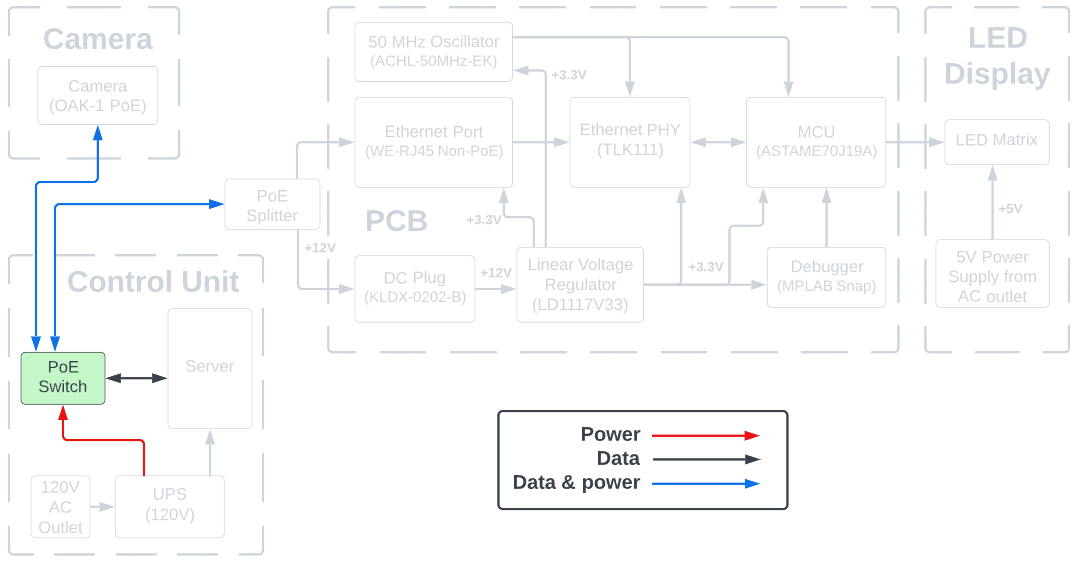 Camera
Camera
(OAK-1 PoE)
50 MHz Oscillator
(ACHL-50MHz-EK)
+3.3V
Ethernet Port
(WE-RJ45 Non-PoE)
Ethernet PHY
(TLK111)
MCU
(ASTAME70J19A)
LED
Display
LED Matrix
PoE
Splitter
+3.3V
PCB
+5V
+12V
DC Plug
(KLDX-0202-B)
+12V
Linear Voltage
Regulator
(LD1117V33)
+3.3V
Debugger
(MPLAB Snap)
5V Power
Supply from
AC outlet
Control Unit
PoE
Switch
Server
120V
AC
Outlet
UPS
(120V)
Power
Data
Data & power